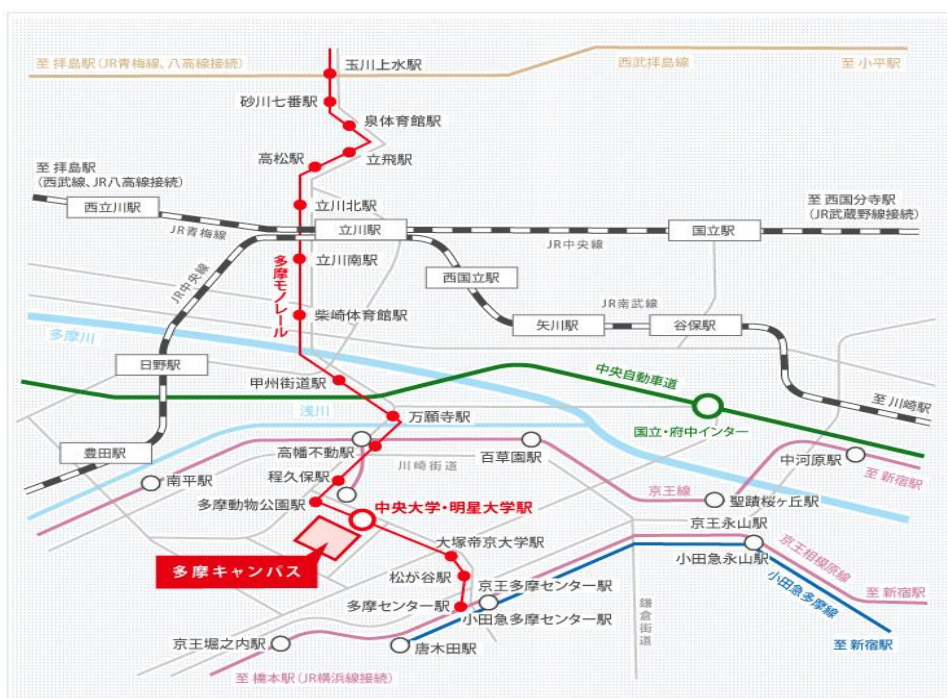 玉川上水駅
至 拝島駅(JR青梅線、八高線接続)
西武拝島線
至 小平駅
砂川七番駅
泉体育館駅
高松駅
立飛駅
至 拝島駅
(西武線、JR八高線接続)
西立川駅
立川北駅
至 西国分寺駅
(JR武蔵野線接続)
JR青梅線
立川駅
JR中央線
国立駅
JR中央線
多摩モノレール
立川南駅
西国立駅
JR南武線
柴崎体育館駅
矢川駅
谷保駅
多摩川
日野駅
甲州街道駅
中央自動車道
至 川崎駅
浅川
万願寺駅
国立・府中インター
豊田駅
高幡不動駅
川崎街道
百草園駅
中河原駅
至 新宿駅
南平駅
程久保駅
京王線
聖蹟桜ヶ丘駅
多摩動物公園駅
中央大学・明星大学駅
京王永山駅
大塚帝京大学駅
小田急永山駅
京王相模原線
多摩キャンパス
松が谷駅
京王多摩センター駅
小田急多摩線
至 新宿駅
多摩センター駅
小田急多摩センター駅
鎌倉街道
京王堀之内駅
唐木田駅
至 新宿駅
至 橋本駅(JR横浜線接続)